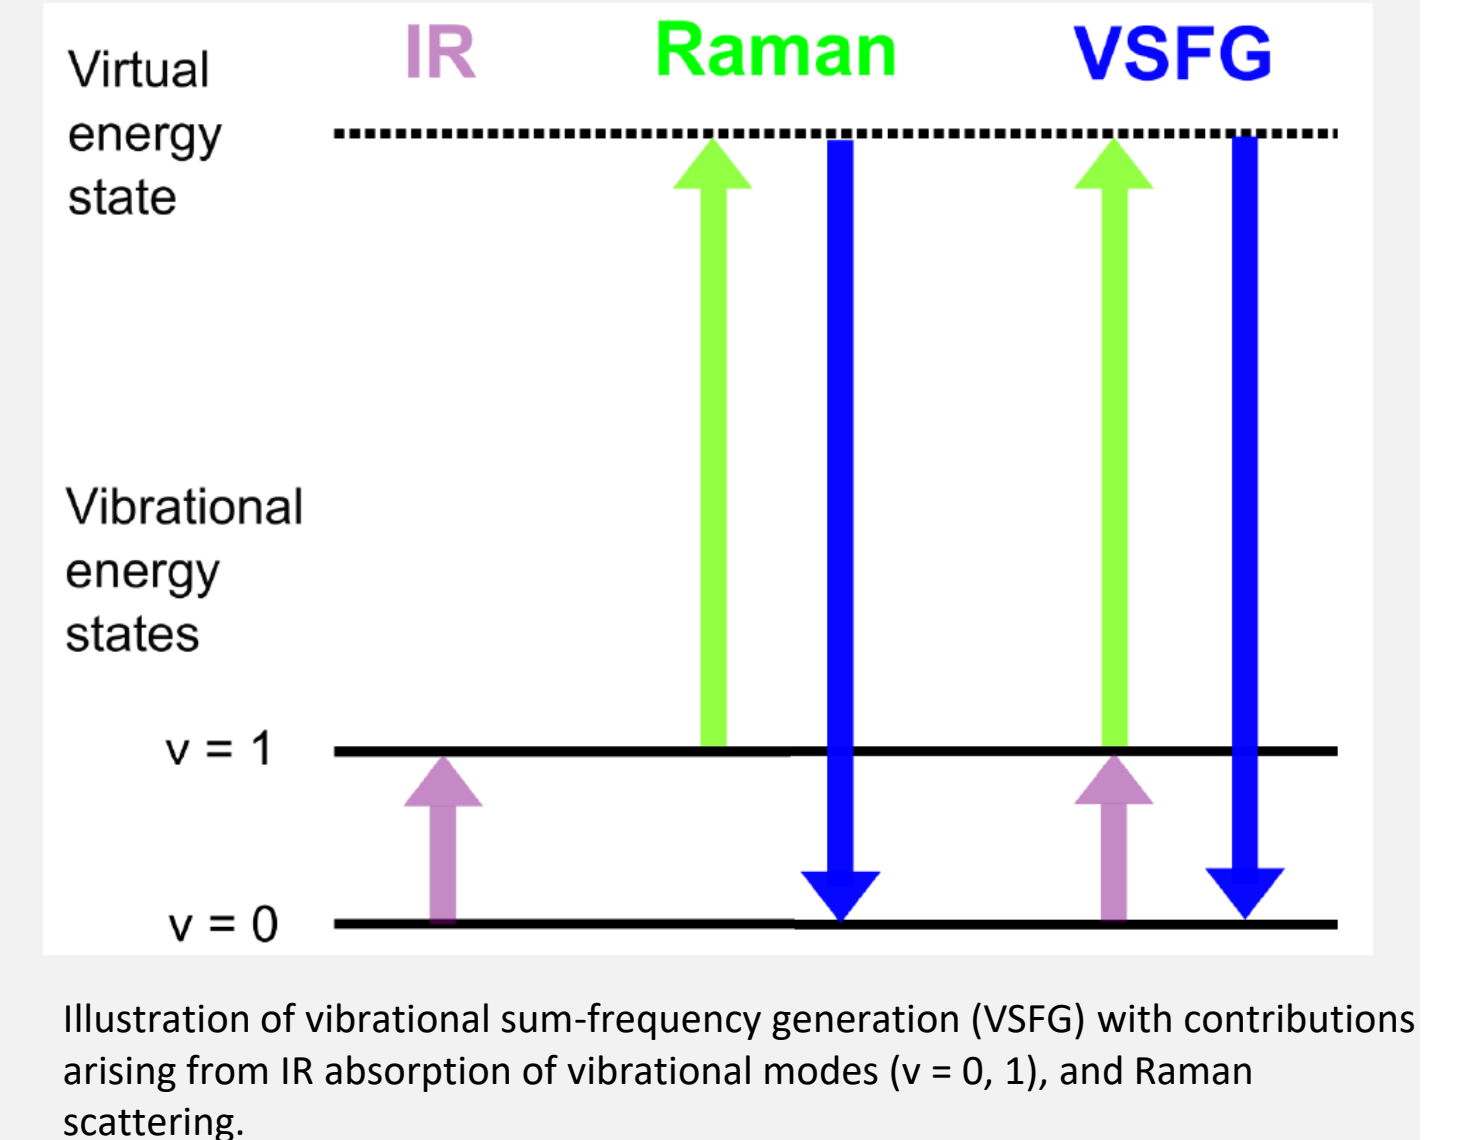 IR Raman VSFG
Virtual
energy
state
Vibrational
energy
states
v = 1
v = 0
Illustration of vibrational sum-frequency generation (VSFG) with contributions
arising from IR absorption of vibrational modes (v = 0, 1), and Raman
scattering.